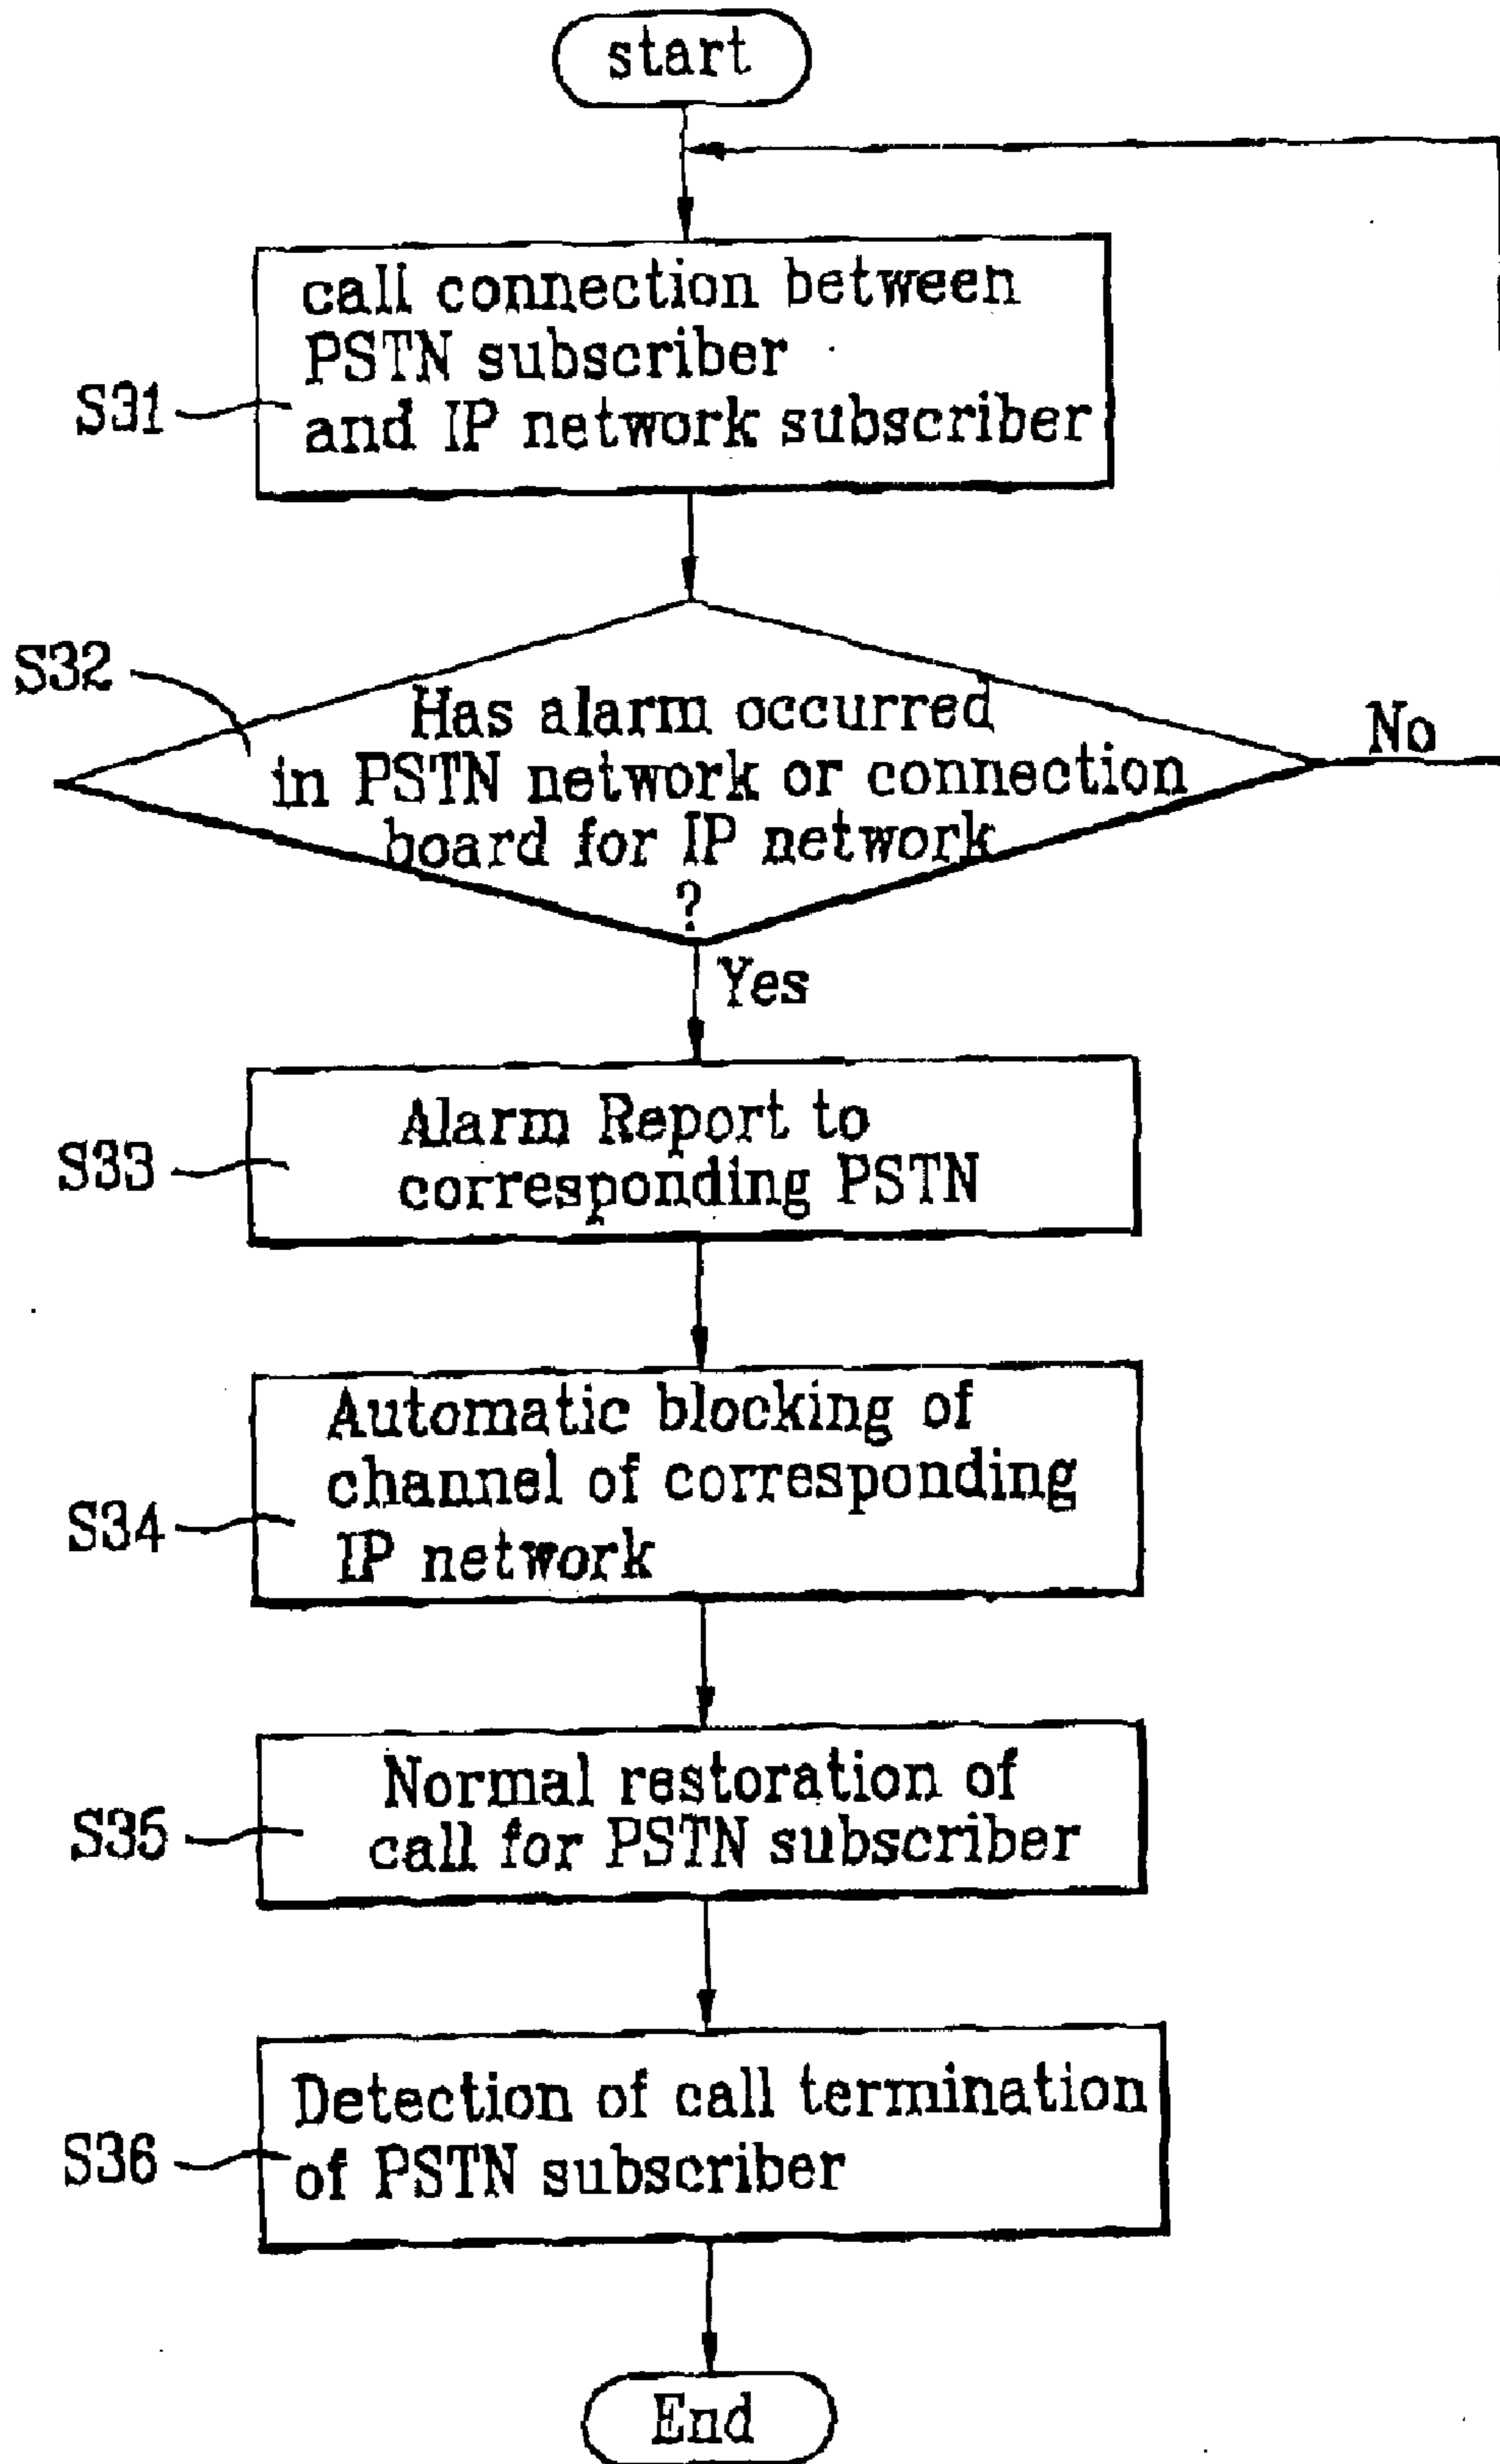 start
call connection between
PSTN subscriber
and IP network subscriber
S31
S32
Has alarm occurred
in PSTN network or connection
board for IP network
?
No
Yes
Alarm Report to
corresponding PSTN
S33
Automatic blocking of
channel of corresponding
IP network
S34
Normal restoration of
call for PSTN subscriber
S35
Detection of call termination
of PSTN subscriber
S36
End